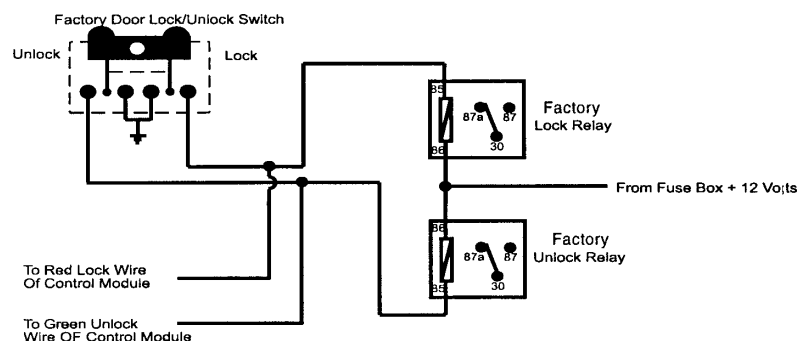 Factory Door Lock/Unlock Switch
Unlock
Lock
85
87a
87
30
86
Factory
Lock Relay
From Fuse Box + 12 Volts
86
87a
87
30
85
Factory
Unlock Relay
To Red Lock Wire
Of Control Module
To Green Unlock
Wire OF Control Module